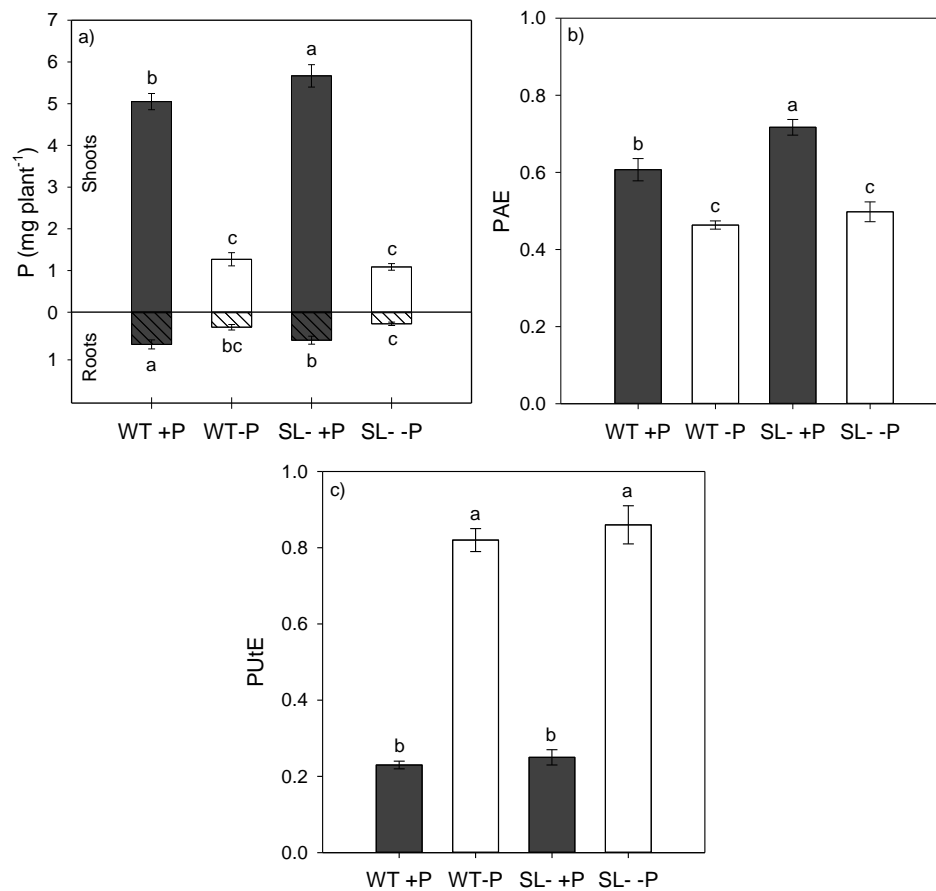 a)
7
6
5
4
3
2
1
0
1
P (mg plant⁻¹)
Shoots
Roots
b
c
a
c
a
bc
b
c
WT +P WT-P SL- +P SL- -P
b)
1.0
0.8
0.6
0.4
0.2
0.0
PAE
b
c
a
c
WT +P WT -P SL- +P SL- -P
c)
1.0
0.8
0.6
0.4
0.2
0.0
PUtE
b
a
b
a
WT +P WT-P SL- +P SL- -P